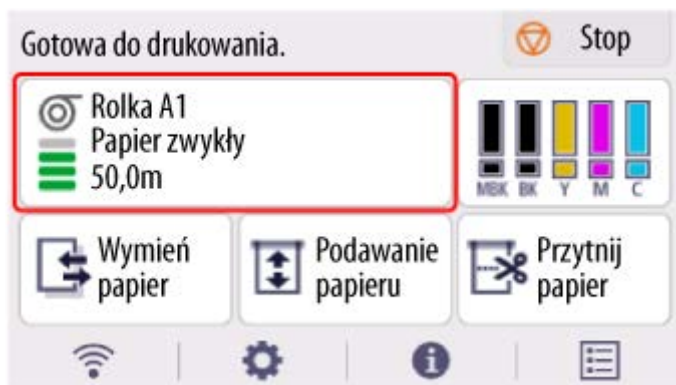 Gotowa do drukowania.
Stop
Rolka A1
Papier zwykły
50,0m
MBK BK Y M C
Wymień
papier
Podawanie
papieru
Przytnij
papier